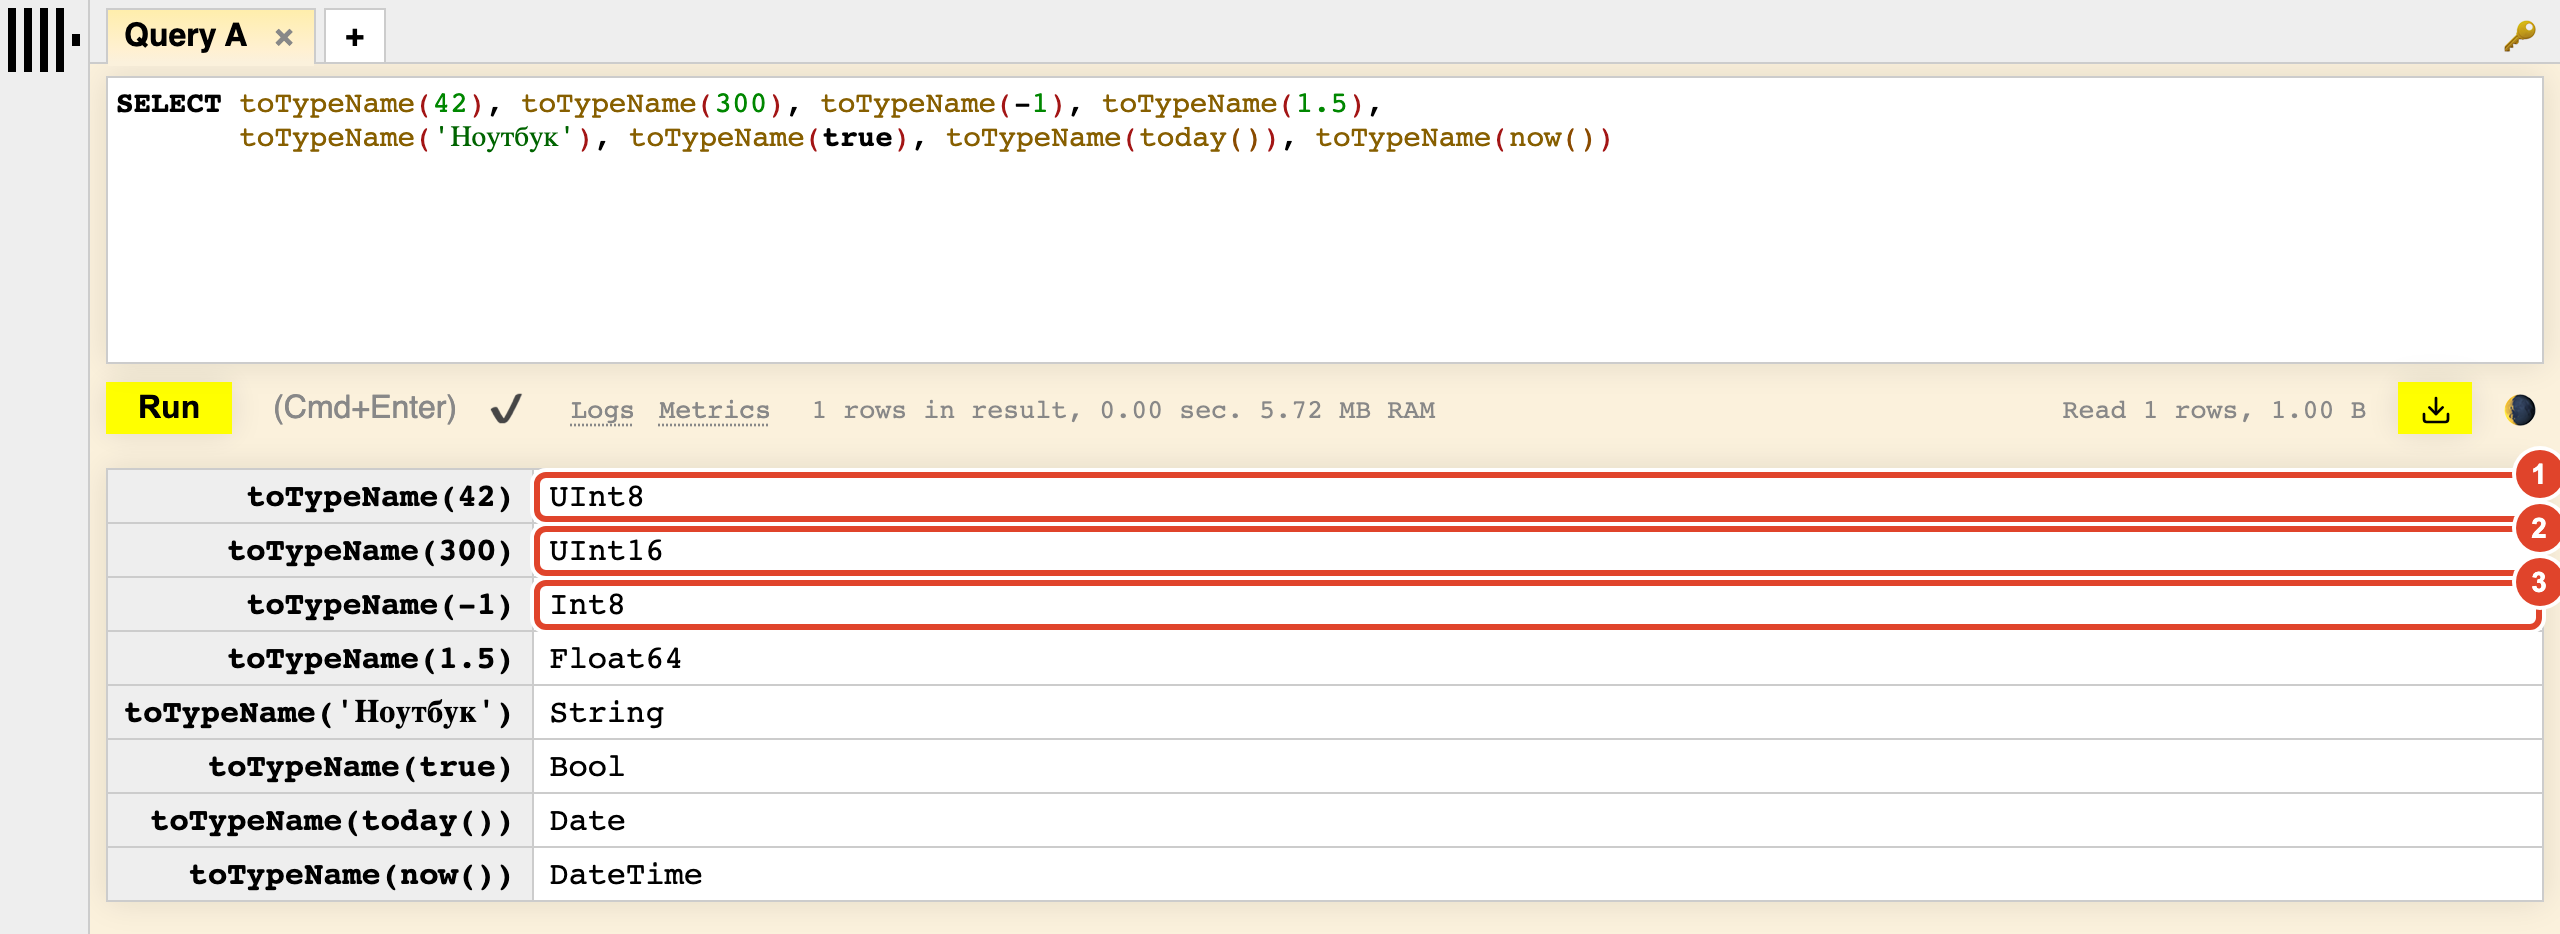 Query A × +
SELECT toTypeName(42), toTypeName(300), toTypeName(-1), toTypeName(1.5),
toTypeName('Ноутбук'), toTypeName(true), toTypeName(today()), toTypeName(now())
Run (Cmd+Enter) ✔ Logs Metrics 1 rows in result, 0.00 sec. 5.72 MB RAM Read 1 rows, 1.00 B
toTypeName(42) UInt8 1
toTypeName(300) UInt16 2
toTypeName(-1) Int8 3
toTypeName(1.5) Float64
toTypeName('Ноутбук') String
toTypeName(true) Bool
toTypeName(today()) Date
toTypeName(now()) DateTime